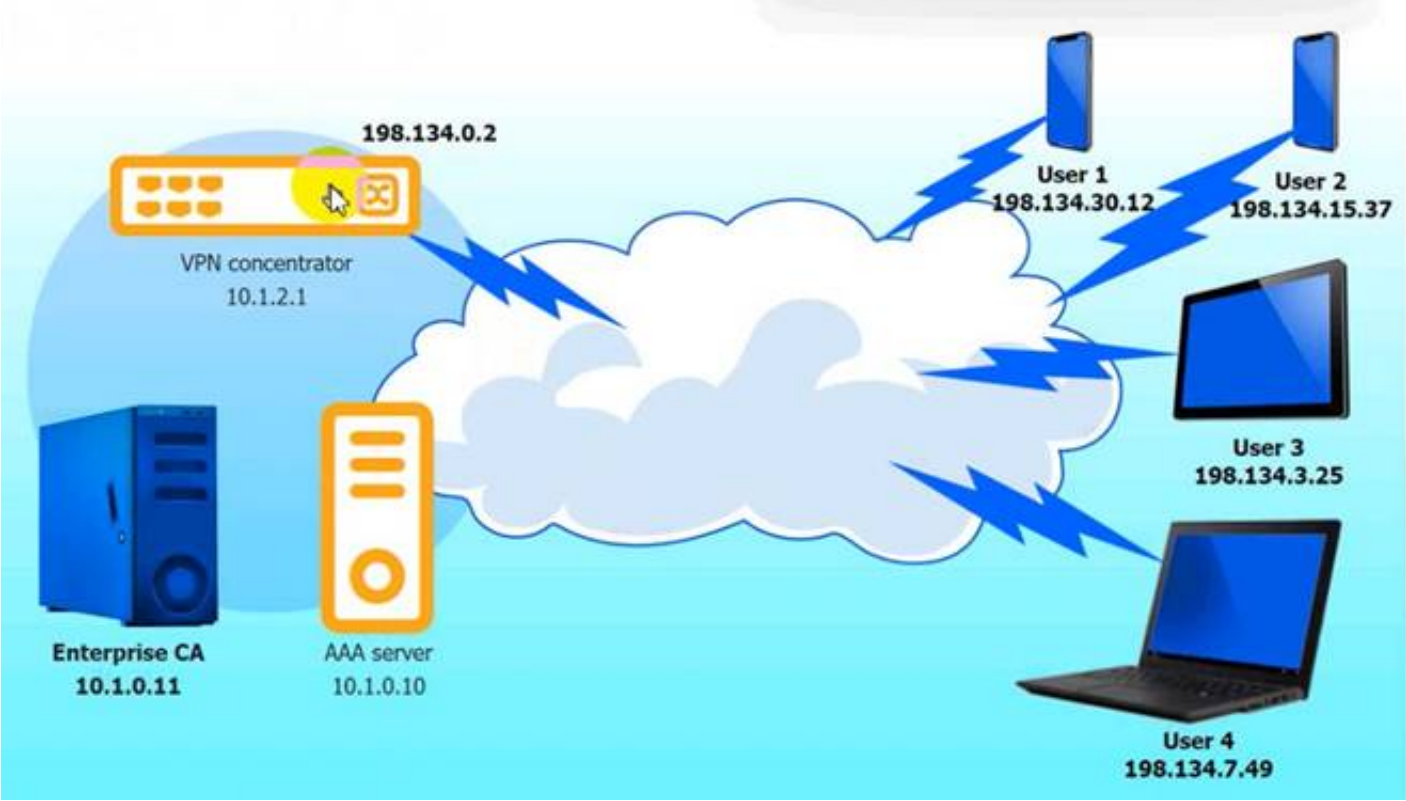 198.134.0.2
VPN concentrator
10.1.2.1
User 1
198.134.30.12
User 2
198.134.15.37
User 3
198.134.3.25
Enterprise CA
10.1.0.11
AAA server
10.1.0.10
User 4
198.134.7.49